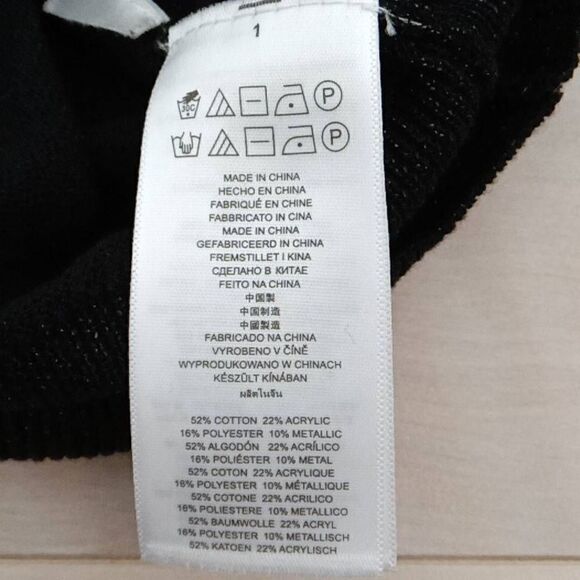 1
30C
P
P
MADE IN CHINA
HECHO EN CHINA
FABRIQUÉ EN CHINE
FABBRICATO IN CINA
MADE IN CHINA
GEFABRICEERD IN CHINA
FREMSTILLET I KINA
СДЕЛАНО В КИТАЕ
FEITO NA CHINA
中国製
中国制造
中國製造
FABRICADO NA CHINA
VYROBENO V ČÍNĚ
WYPRODUKOWANO W CHINACH
KÉSZÜLT KÍNÁBAN
ผลิตในจีน
52% COTTON 22% ACRYLIC
16% POLYESTER 10% METALLIC
52% ALGODÓN 22% ACRÍLICO
16% POLIÉSTER 10% METAL
52% COTON 22% ACRYLIQUE
16% POLYESTER 10% MÉTALLIQUE
52% COTONE 22% ACRILICO
16% POLIESTERE 10% METALLICO
52% BAUMWOLLE 22% ACRYL
16% POLYESTER 10% METALLISCH
52% KATOEN 22% ACRYL